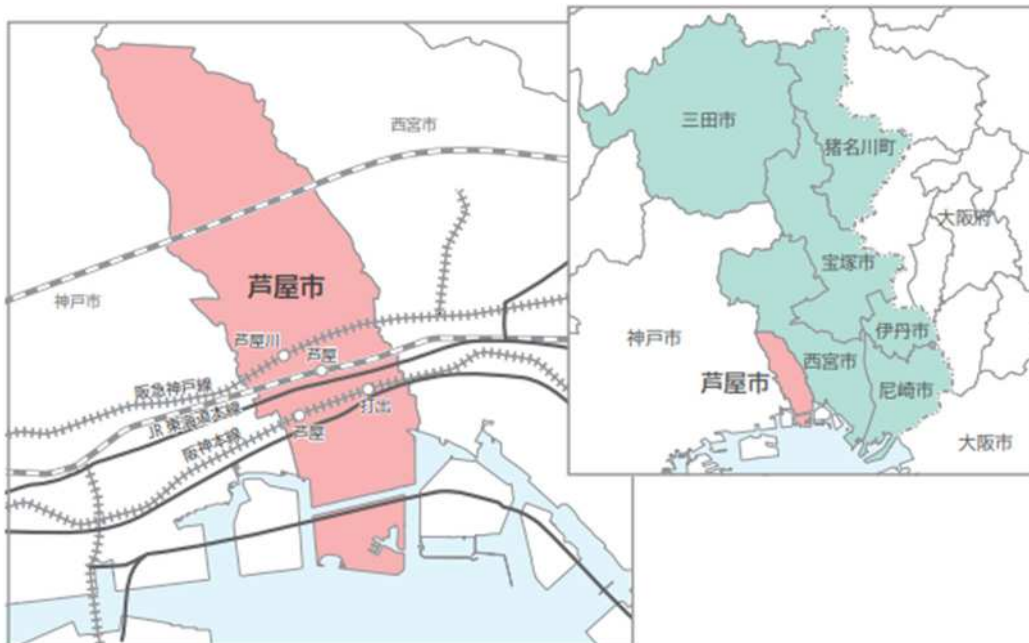 西宮市
神戸市
芦屋市
芦屋川
芦屋
阪急神戸線
打出
JR東海道本線
芦屋
阪神本線
三田市
猪名川町
大阪府
宝塚市
伊丹市
神戸市
西宮市
芦屋市
尼崎市
大阪市